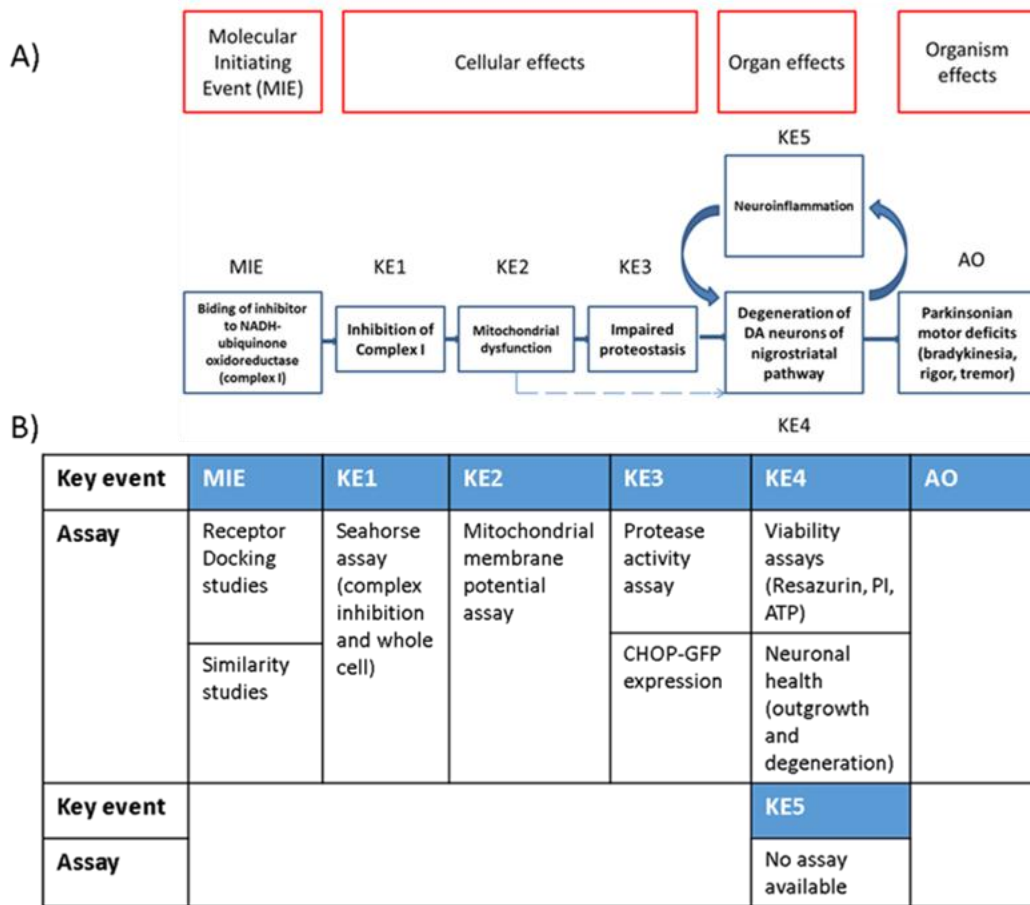 A)
Molecular
Initiating
Event (MIE)
Cellular effects
Organ effects
Organism
effects
KE5
Neuroinflammation
MIE
KE1
KE2
KE3
AO
Biding of inhibitor
to NADH-
ubiquinone
oxidoreductase
(complex I)
Inhibition of
Complex I
Mitochondrial
dysfunction
Impaired
proteostasis
Degeneration of
DA neurons of
nigrostriatal
pathway
Parkinsonian
motor deficits
(bradykinesia,
rigor, tremor)
KE4
B)
Key event
MIE
KE1
KE2
KE3
KE4
AO
Assay
Receptor
Docking
studies
Similarity
studies
Seahorse
assay
(complex
inhibition
and whole
cell)
Mitochondrial
membrane
potential
assay
Protease
activity
assay
CHOP-GFP
expression
Viability
assays
(Resazurin, PI,
ATP)
Neuronal
health
(outgrowth
and
degeneration)
Key event
KE5
Assay
No assay
available